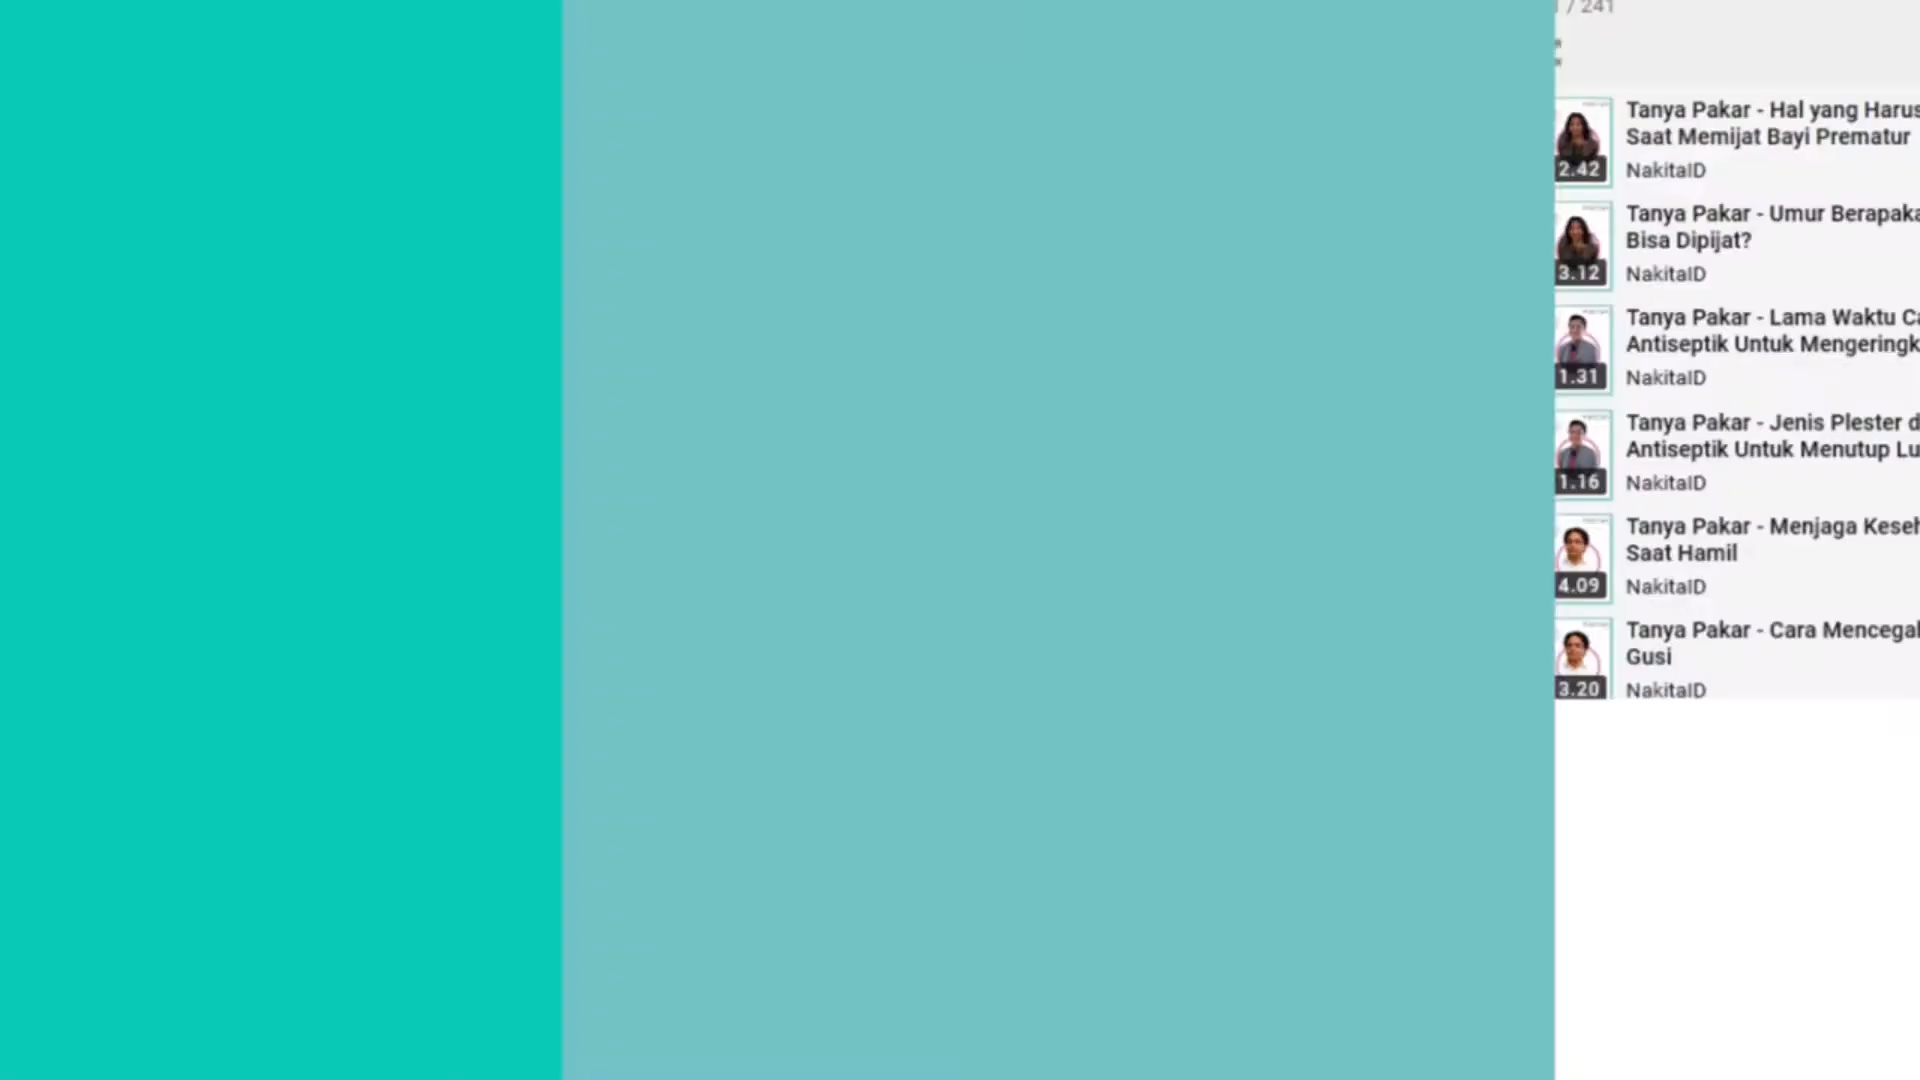 / 241
Tanya Pakar - Hal yang Harus
Saat Memijat Bayi Prematur
2.42
NakitaID
Tanya Pakar - Umur
Bisa Dipijat?
3.12
NakitaID
Tanya Pakar - Lama Waktu
Antiseptik Untuk
1.31
NakitaID
Tanya Pakar - Jenis Plester
Antiseptik Untuk Menutup
1.16
NakitaID
Tanya Pakar - Menjaga
Saat Hamil
4.09
NakitaID
Tanya Pakar - Cara
Gusi
3.20
NakitaID